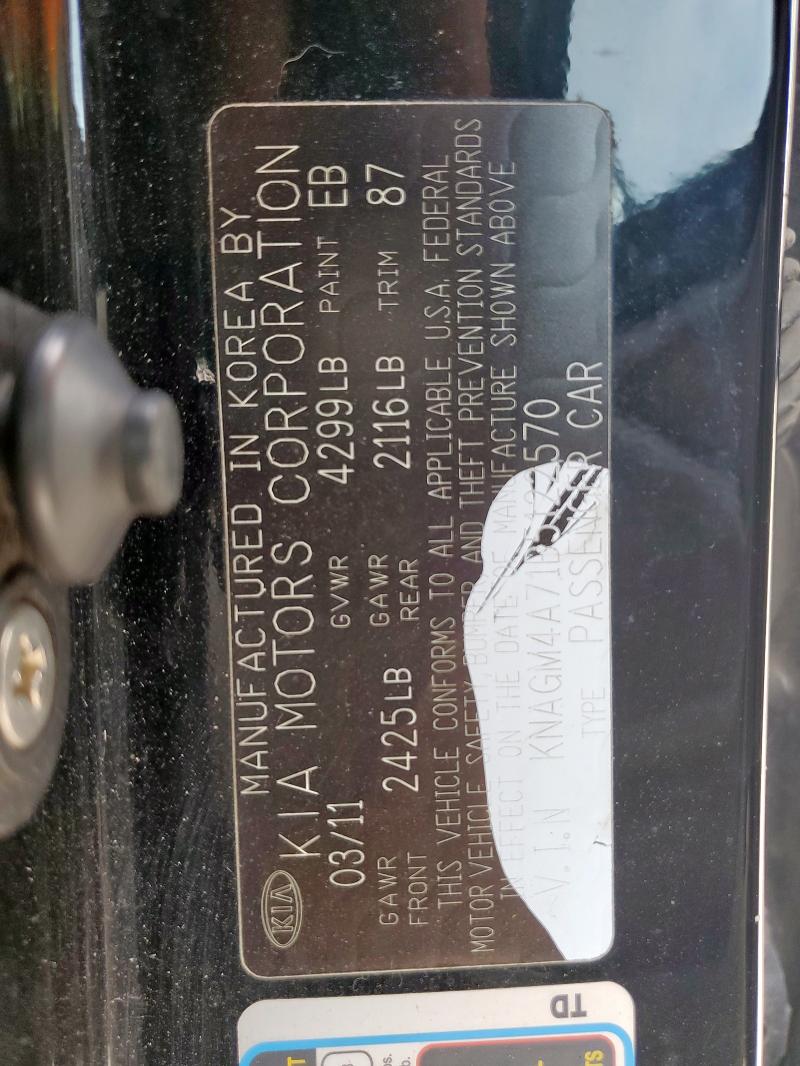 KIA
MANUFACTURED IN KOREA BY
KIA MOTORS CORPORATION
03/11 GVWR 4299LB PAINT EB
GAWR FRONT 2425LB GAWR REAR 2116LB TRIM 87
THIS VEHICLE CONFORMS TO ALL APPLICABLE U.S.A. FEDERAL
MOTOR VEHICLE SAFETY, BUMPER AND THEFT PREVENTION STANDARDS
IN EFFECT ON THE DATE OF MANUFACTURE SHOWN ABOVE
V.I.N
TYPE PASSENGER CAR
TD